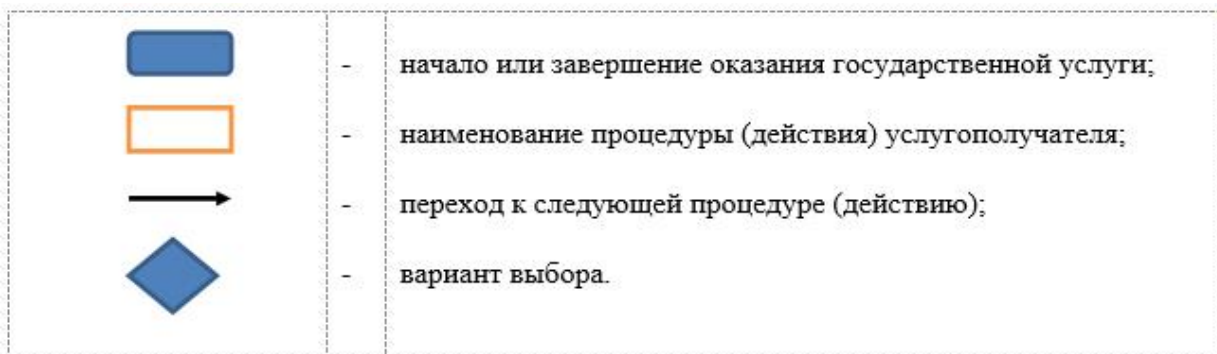 - начало или завершение оказания государственной услуги;
- наименование процедуры (действия) услугополучателя;
- переход к следующей процедуре (действию);
- вариант выбора.